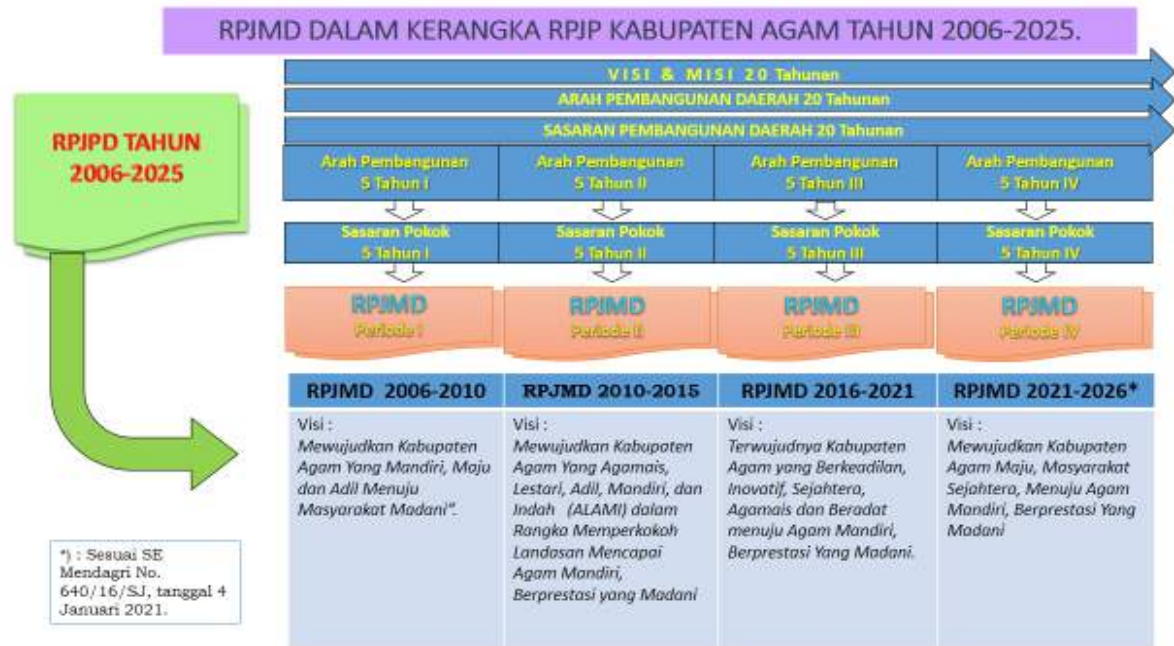 RPJMD DALAM KERANGKA RPJP KABUPATEN AGAM TAHUN 2006-2025.
RPJPD TAHUN
2006-2025
VISI & MISI 20 Tahunan
ARAH PEMBANGUNAN DAERAH 20 Tahunan
SASARAN PEMBANGUNAN DAERAH 20 Tahunan
Arah Pembangunan
5 Tahun I
Arah Pembangunan
5 Tahun II
Arah Pembangunan
5 Tahun III
Arah Pembangunan
5 Tahun IV
Sasaran Pokok
5 Tahun I
Sasaran Pokok
5 Tahun II
Sasaran Pokok
5 Tahun III
Sasaran Pokok
5 Tahun IV
RPJMD
Periode I
RPJMD
Periode II
RPJMD
Periode III
RPJMD
Periode IV
RPJMD 2006-2010
Visi :
Mewujudkan Kabupaten
Agam Yang Mandiri, Maju
dan Adil Menuju
Masyarakat Madani”.
RPJMD 2010-2015
Visi :
Mewujudkan Kabupaten
Agam Yang Agamais,
Lestari, Adil, Mandiri, dan
Indah (ALAMI) dalam
Rangka Memperkokoh
Landasan Mencapai
Agam Mandiri,
Berprestasi yang Madani
RPJMD 2016-2021
Visi :
Terwujudnya Kabupaten
Agam yang Berkeadilan,
Inovatif, Sejahtera,
Agamais dan Beradat
menuju Agam Mandiri,
Berprestasi Yang Madani.
RPJMD 2021-2026*
Visi :
Mewujudkan Kabupaten
Agam Maju, Masyarakat
Sejahtera, Menuju Agam
Mandiri, Berprestasi Yang
Madani
*) : Sesuai SE
Mendagri No.
640/16/SJ, tanggal 4
Januari 2021.